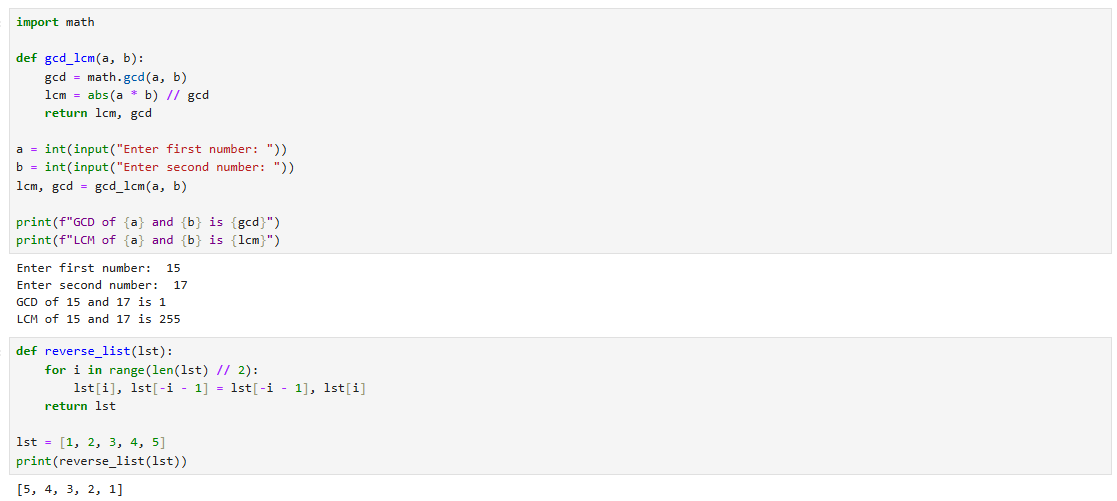 import math
def gcd_lcm(a, b):
    gcd = math.gcd(a, b)
    lcm = abs(a * b) // gcd
    return lcm, gcd
a = int(input("Enter first number: "))
b = int(input("Enter second number: "))
lcm, gcd = gcd_lcm(a, b)
print(f"GCD of {a} and {b} is {gcd}")
print(f"LCM of {a} and {b} is {lcm}")
Enter first number:  15
Enter second number:  17
GCD of 15 and 17 is 1
LCM of 15 and 17 is 255
def reverse_list(lst):
    for i in range(len(lst) // 2):
        lst[i], lst[-i - 1] = lst[-i - 1], lst[i]
    return lst
lst = [1, 2, 3, 4, 5]
print(reverse_list(lst))
[5, 4, 3, 2, 1]